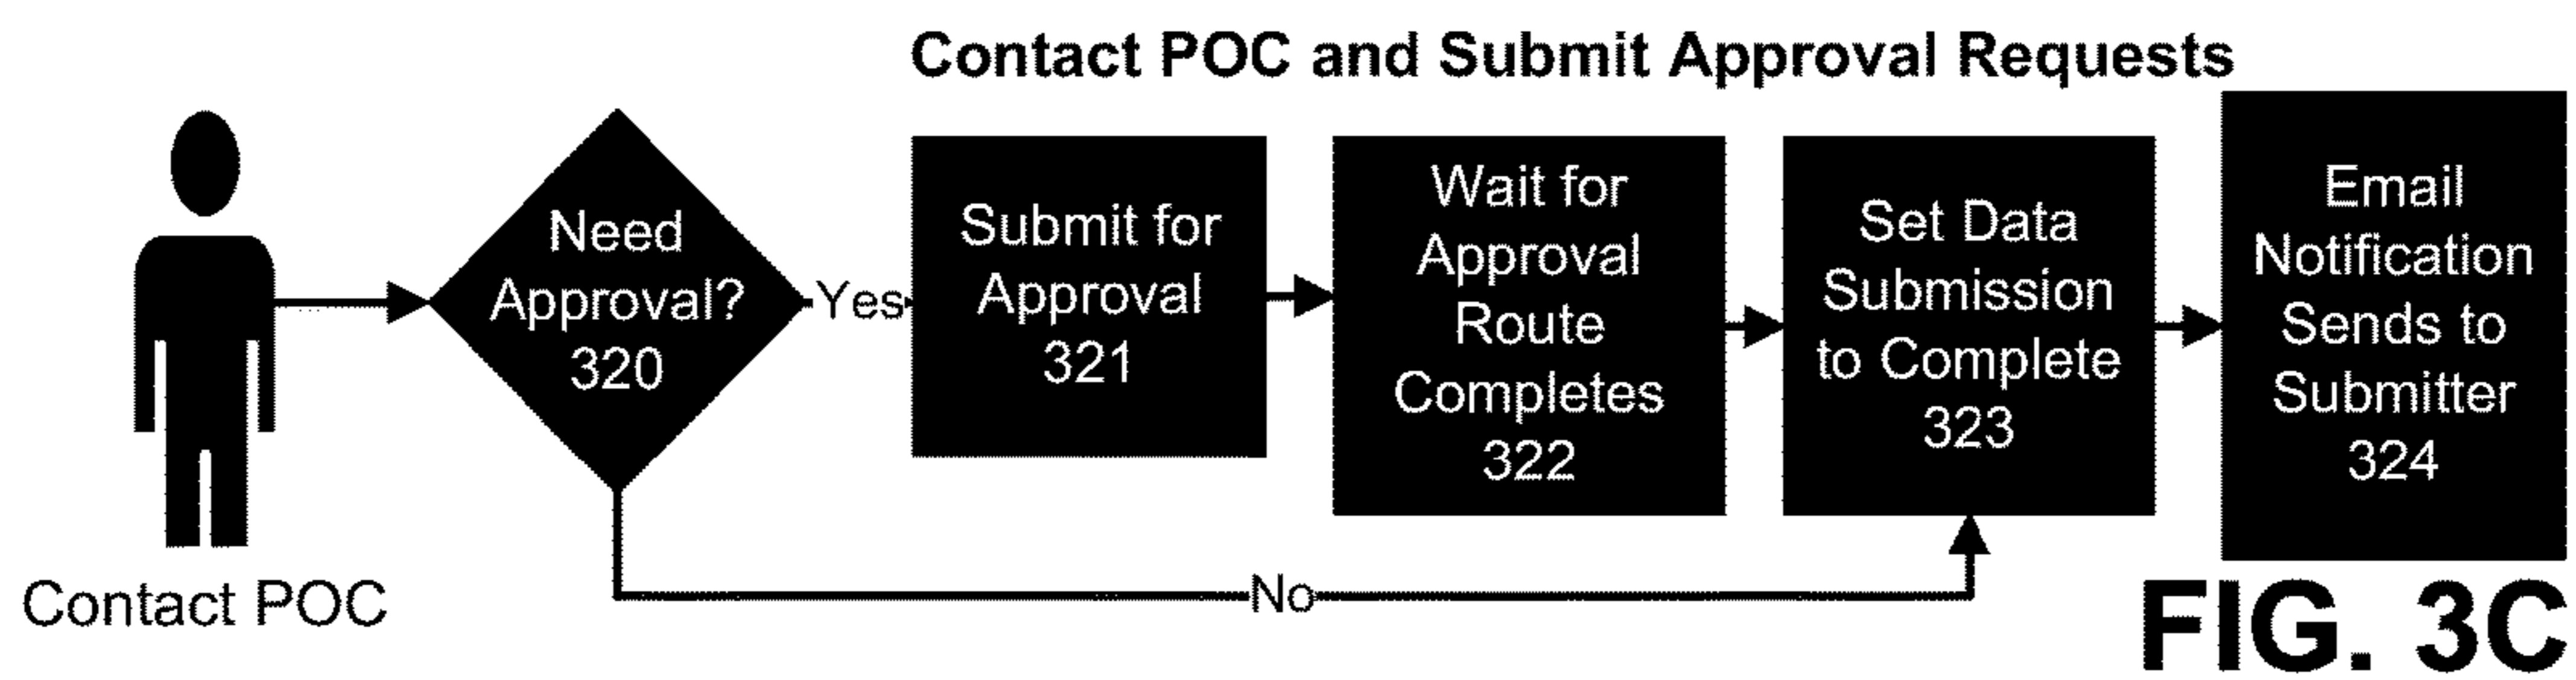 Contact POC and Submit Approval Requests
Contact POC
Need
Approval?
320
Yes
No
Submit for
Approval
321
Wait for
Approval
Route
Completes
322
Set Data
Submission
to Complete
323
Email
Notification
Sends to
Submitter
324
FIG. 3C